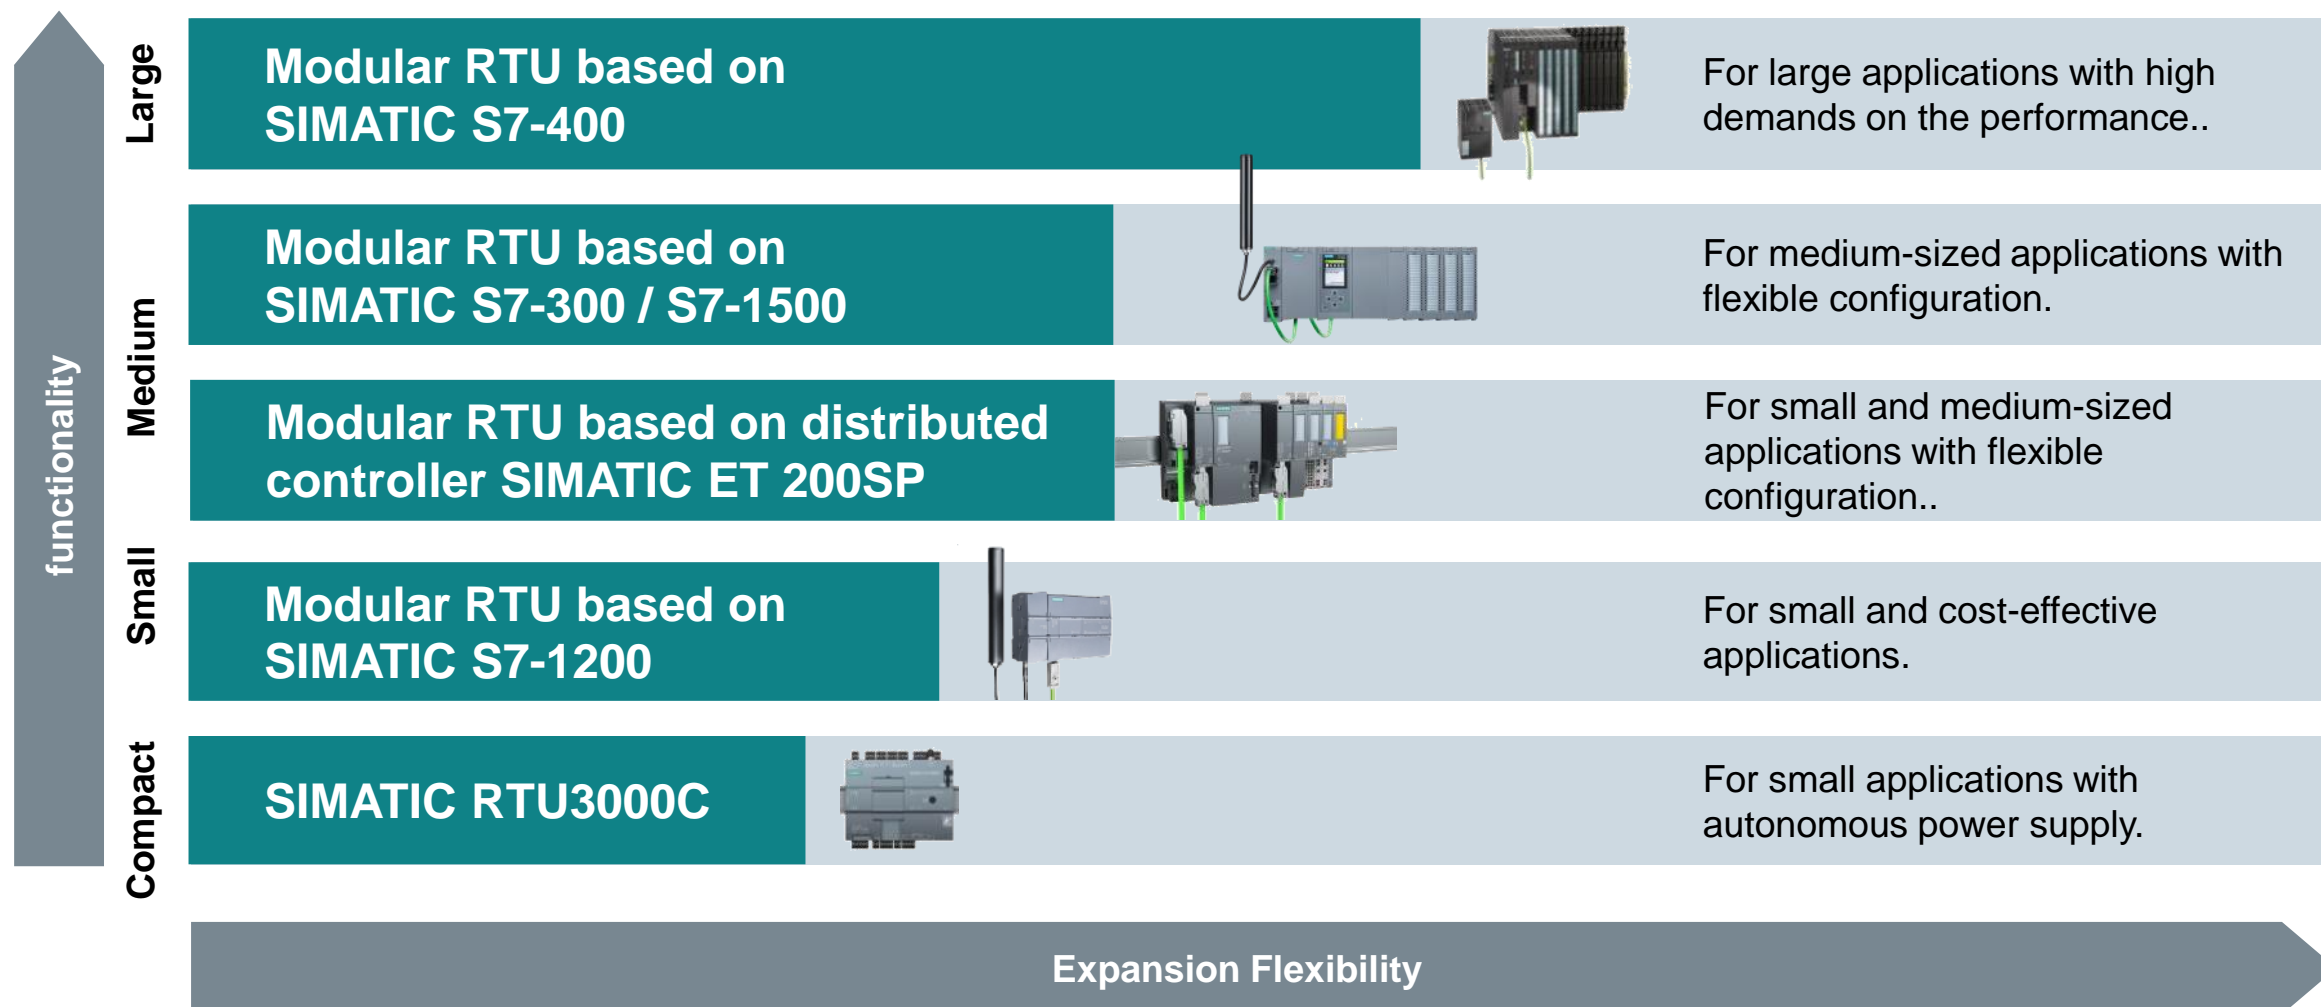 functionality
Large
Modular RTU based on
SIMATIC S7-400
For large applications with high
demands on the performance..
Medium
Modular RTU based on
SIMATIC S7-300 / S7-1500
For medium-sized applications with
flexible configuration.
Modular RTU based on distributed
controller SIMATIC ET 200SP
For small and medium-sized
applications with flexible
configuration..
Small
Modular RTU based on
SIMATIC S7-1200
For small and cost-effective
applications.
Compact
SIMATIC RTU3000C
For small applications with
autonomous power supply.
Expansion Flexibility